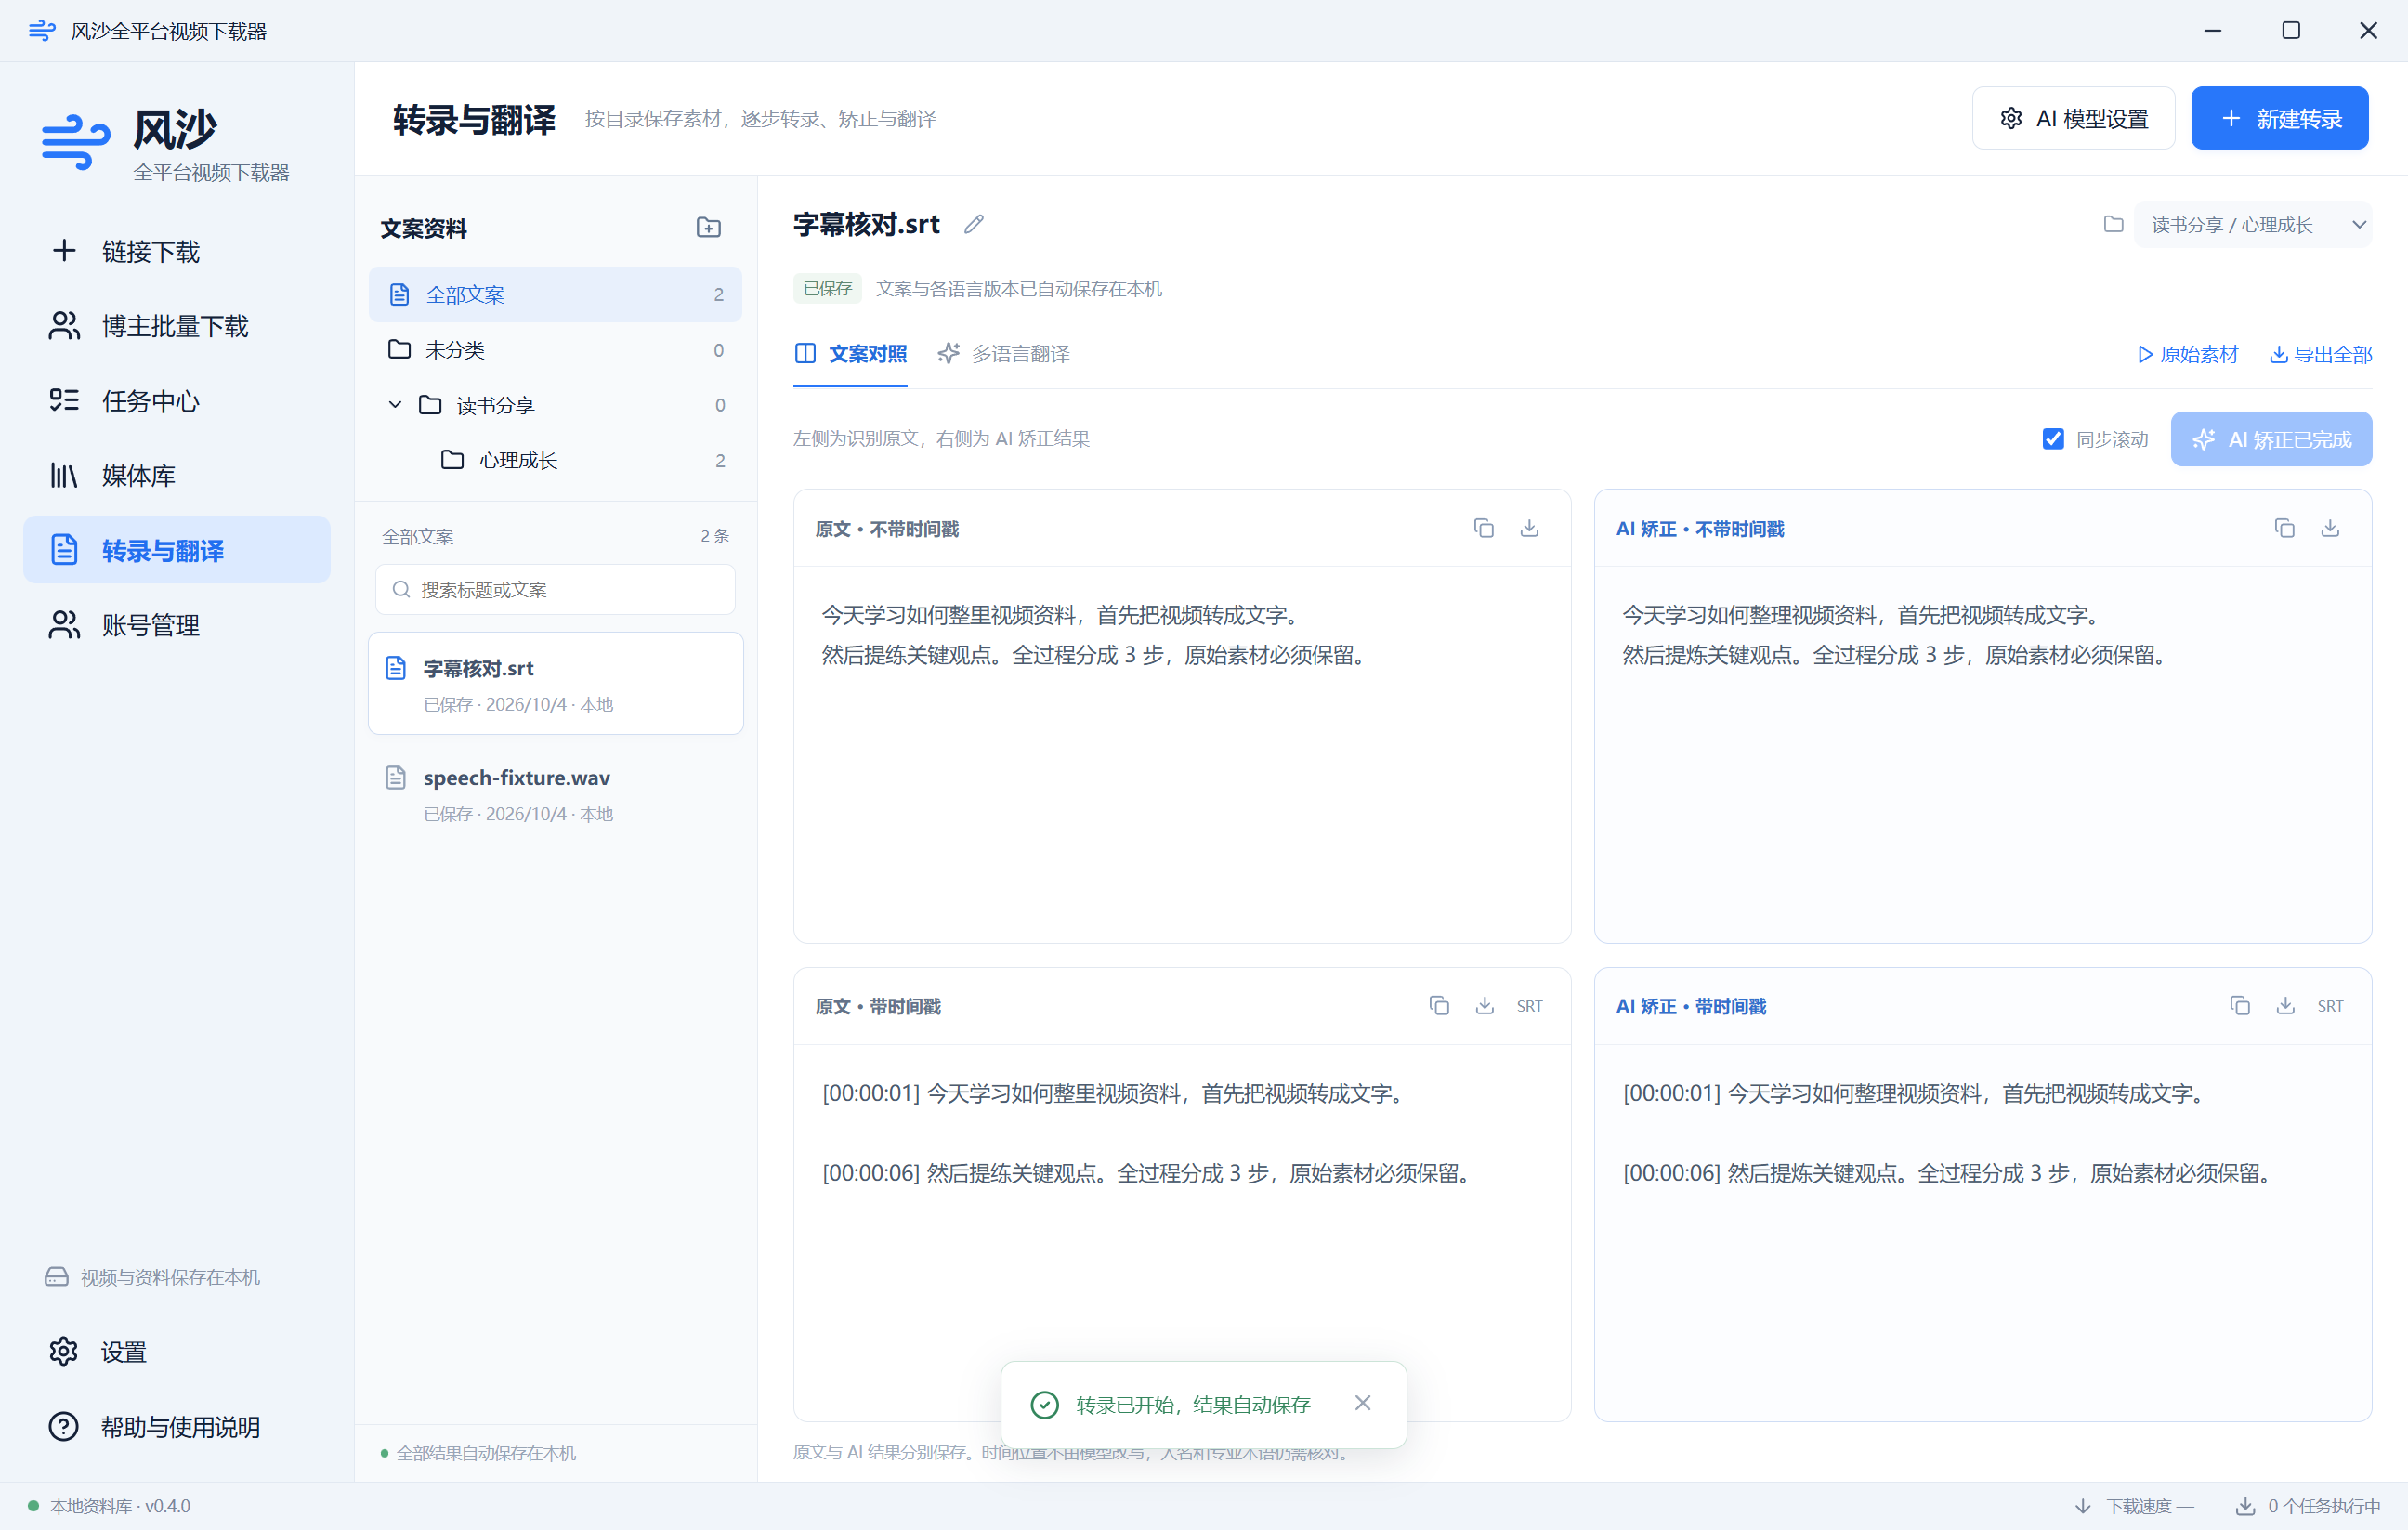 风沙全平台视频下载器
风沙
全平台视频下载器
链接下载
博主批量下载
任务中心
媒体库
转录与翻译
账号管理
视频与资料保存在本机
设置
帮助与使用说明
转录与翻译
按目录保存素材，逐步转录、矫正与翻译
AI 模型设置
新建转录
文案资料
全部文案 2
未分类 0
读书分享 0
心理成长 2
全部文案 2 条
搜索标题或文案
字幕核对.srt
已保存 · 2026/10/4 · 本地
speech-fixture.wav
已保存 · 2026/10/4 · 本地
全部结果自动保存在本机
字幕核对.srt
读书分享 / 心理成长
已保存 文案与各语言版本已自动保存在本机
文案对照
多语言翻译
原始素材
导出全部
左侧为识别原文，右侧为 AI 矫正结果
同步滚动
AI 矫正已完成
原文 • 不带时间戳
今天学习如何整里视频资料，首先把视频转成文字。
然后提练关键观点。全过程分成 3 步，原始素材必须保留。
AI 矫正 • 不带时间戳
今天学习如何整理视频资料，首先把视频转成文字。
然后提炼关键观点。全过程分成 3 步，原始素材必须保留。
原文 • 带时间戳
SRT
[00:00:01] 今天学习如何整里视频资料，首先把视频转成文字。
[00:00:06] 然后提练关键观点。全过程分成 3 步，原始素材必须保留。
AI 矫正 • 带时间戳
SRT
[00:00:01] 今天学习如何整理视频资料，首先把视频转成文字。
[00:00:06] 然后提炼关键观点。全过程分成 3 步，原始素材必须保留。
转录已开始，结果自动保存
原文与 AI 结果分别保存。时间位置不由模型改写，人名和专业术语仍需核对。
本地资料库 · v0.4.0
下载速度 —
0 个任务执行中